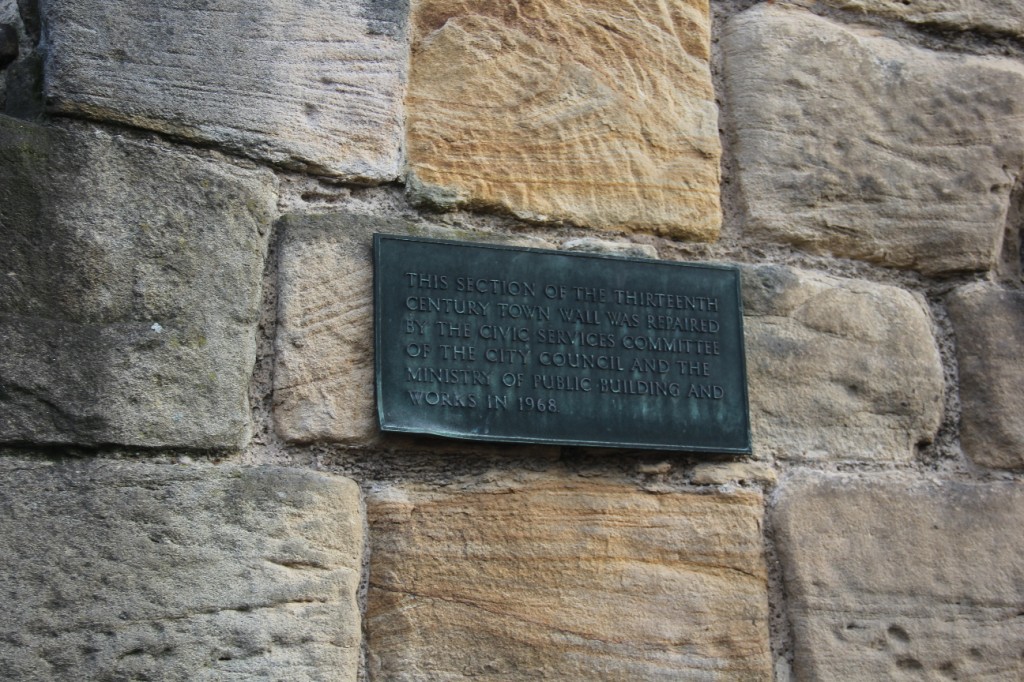 THIS SECTION OF THE THIRTEENTH
CENTURY TOWN WALL WAS REPAIRED
BY THE CIVIC SERVICES COMMITTEE
OF THE CITY COUNCIL AND THE
MINISTRY OF PUBLIC BUILDING AND
WORKS IN 1968